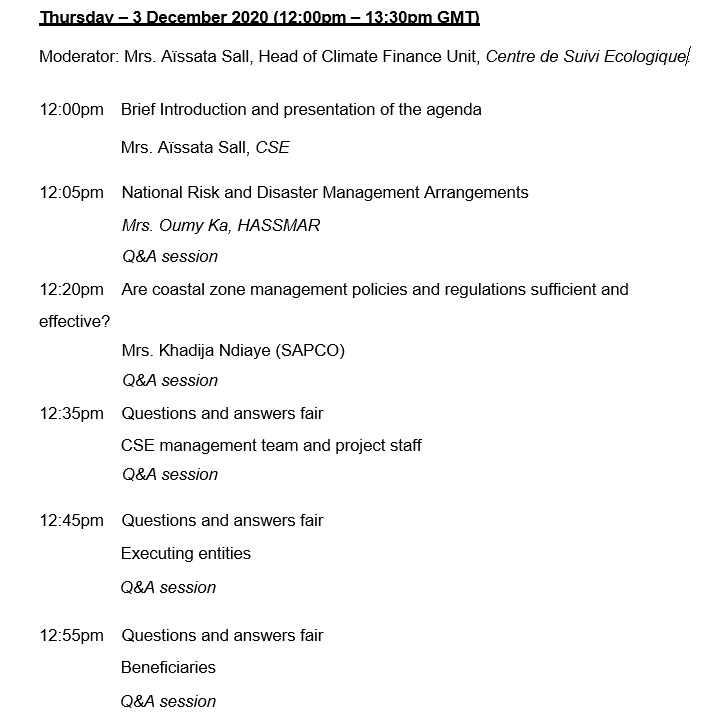 Thursday – 3 December 2020 (12:00pm – 13:30pm GMT)
Moderator: Mrs. Aïssata Sall, Head of Climate Finance Unit, Centre de Suivi Ecologique.
12:00pm Brief Introduction and presentation of the agenda
Mrs. Aïssata Sall, CSE
12:05pm National Risk and Disaster Management Arrangements
Mrs. Oumy Ka, HASSMAR
Q&A session
12:20pm Are coastal zone management policies and regulations sufficient and
effective?
Mrs. Khadija Ndiaye (SAPCO)
Q&A session
12:35pm Questions and answers fair
CSE management team and project staff
Q&A session
12:45pm Questions and answers fair
Executing entities
Q&A session
12:55pm Questions and answers fair
Beneficiaries
Q&A session